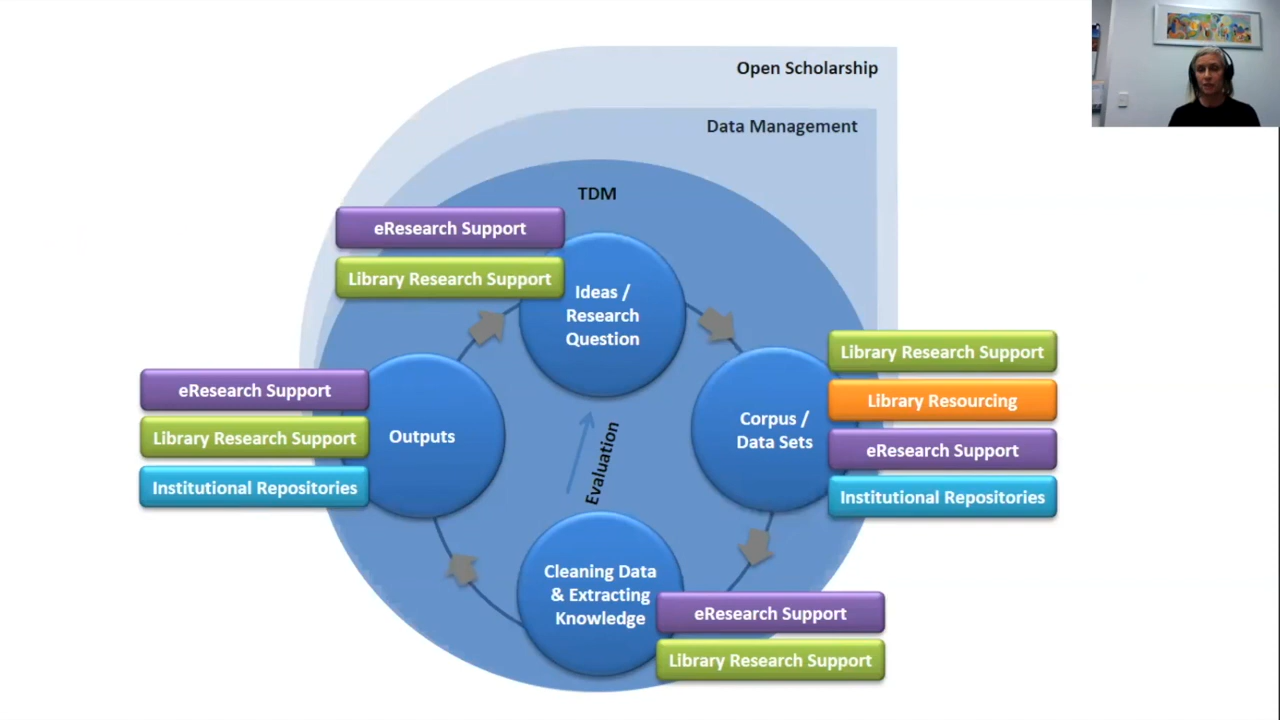 Open Scholarship
Data Management
TDM
eResearch Support
Library Research Support
Ideas /
Research
Question
Library Research Support
Library Resourcing
eResearch Support
Institutional Repositories
Corpus /
Data Sets
eResearch Support
Library Research Support
Institutional Repositories
Outputs
Evaluation
Cleaning Data
& Extracting
Knowledge
eResearch Support
Library Research Support